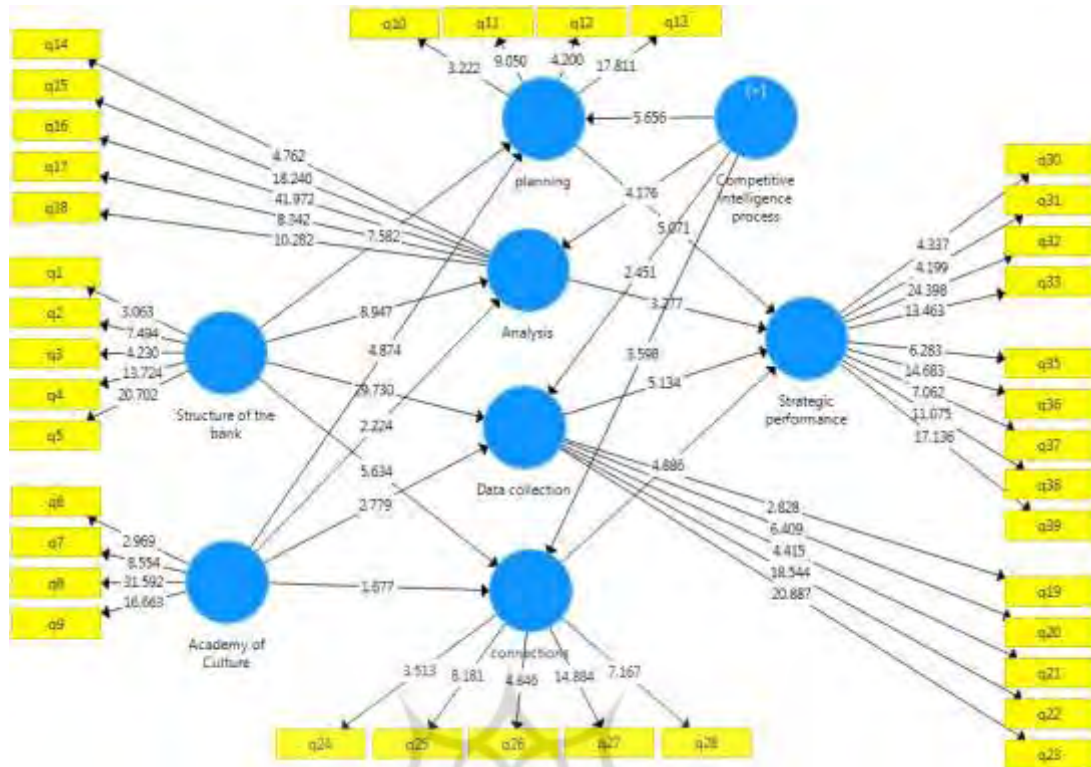 q10
q11
q12
q13
3.222
9.050
4.200
17.811
q14
q15
q16
q17
q18
4.762
18.240
41.972
8.342
10.282
[+]
5.656
planning
Competitive
Intelligence
process
4.176
5.071
2.451
3.598
7.582
8.947
29.730
5.634
Analysis
3.277
q1
q2
q3
q4
q5
3.063
7.494
4.230
13.724
20.702
Structure of the
bank
4.874
2.224
2.779
1.677
Data collection
5.134
4.886
Strategic
performance
q30
q31
q32
q33
q35
q36
q37
q38
q39
4.337
4.199
24.398
13.463
6.283
14.683
7.062
11.075
17.136
q6
q7
q8
q9
2.969
8.554
31.592
16.663
Academy of
Culture
connections
2.828
6.409
4.415
18.544
20.887
q19
q20
q21
q22
q23
3.513
8.181
4.646
14.884
7.167
q24
q25
q26
q27
q28